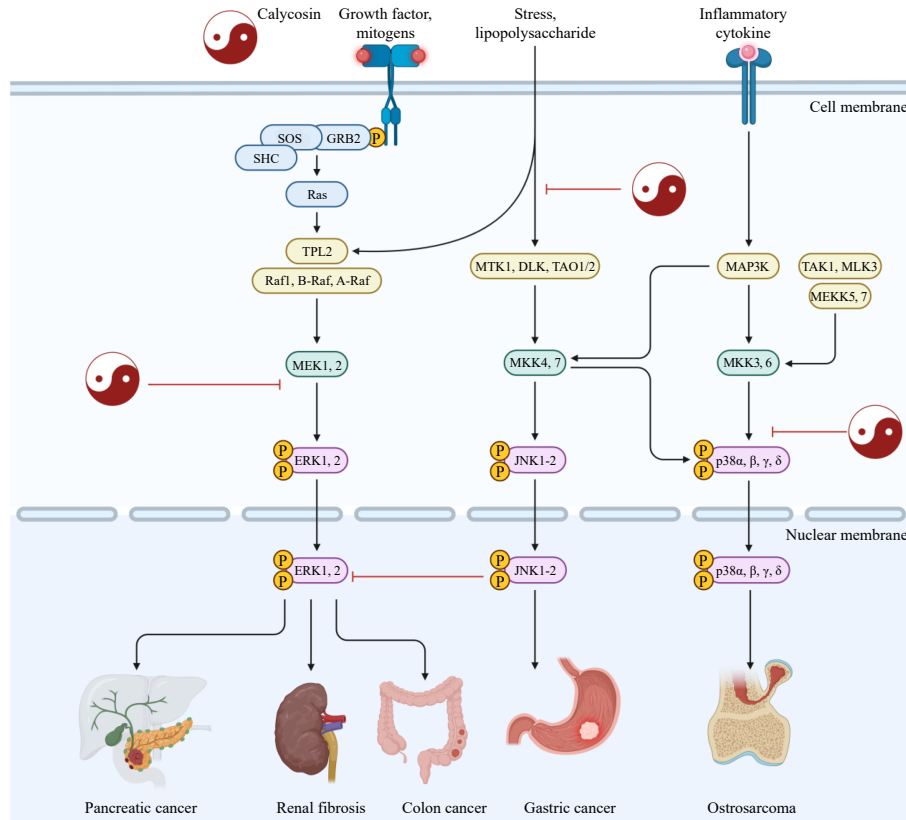 Calycosin
Growth factor,
mitogens
Stress,
lipopolysaccharide
Inflammatory
cytokine
Cell membrane
SOS
GRB2
P
SHC
Ras
TPL2
Raf1, B-Raf, A-Raf
MTK1, DLK, TAO1/2
MAP3K
TAK1, MLK3
MEKK5, 7
MEK1, 2
MKK4, 7
MKK3, 6
P
P
ERK1, 2
P
P
JNK1-2
P
P
p38α, β, γ, δ
Nuclear membrane
P
P
ERK1, 2
P
P
JNK1-2
P
P
p38α, β, γ, δ
Pancreatic cancer
Renal fibrosis
Colon cancer
Gastric cancer
Ostrosarcoma